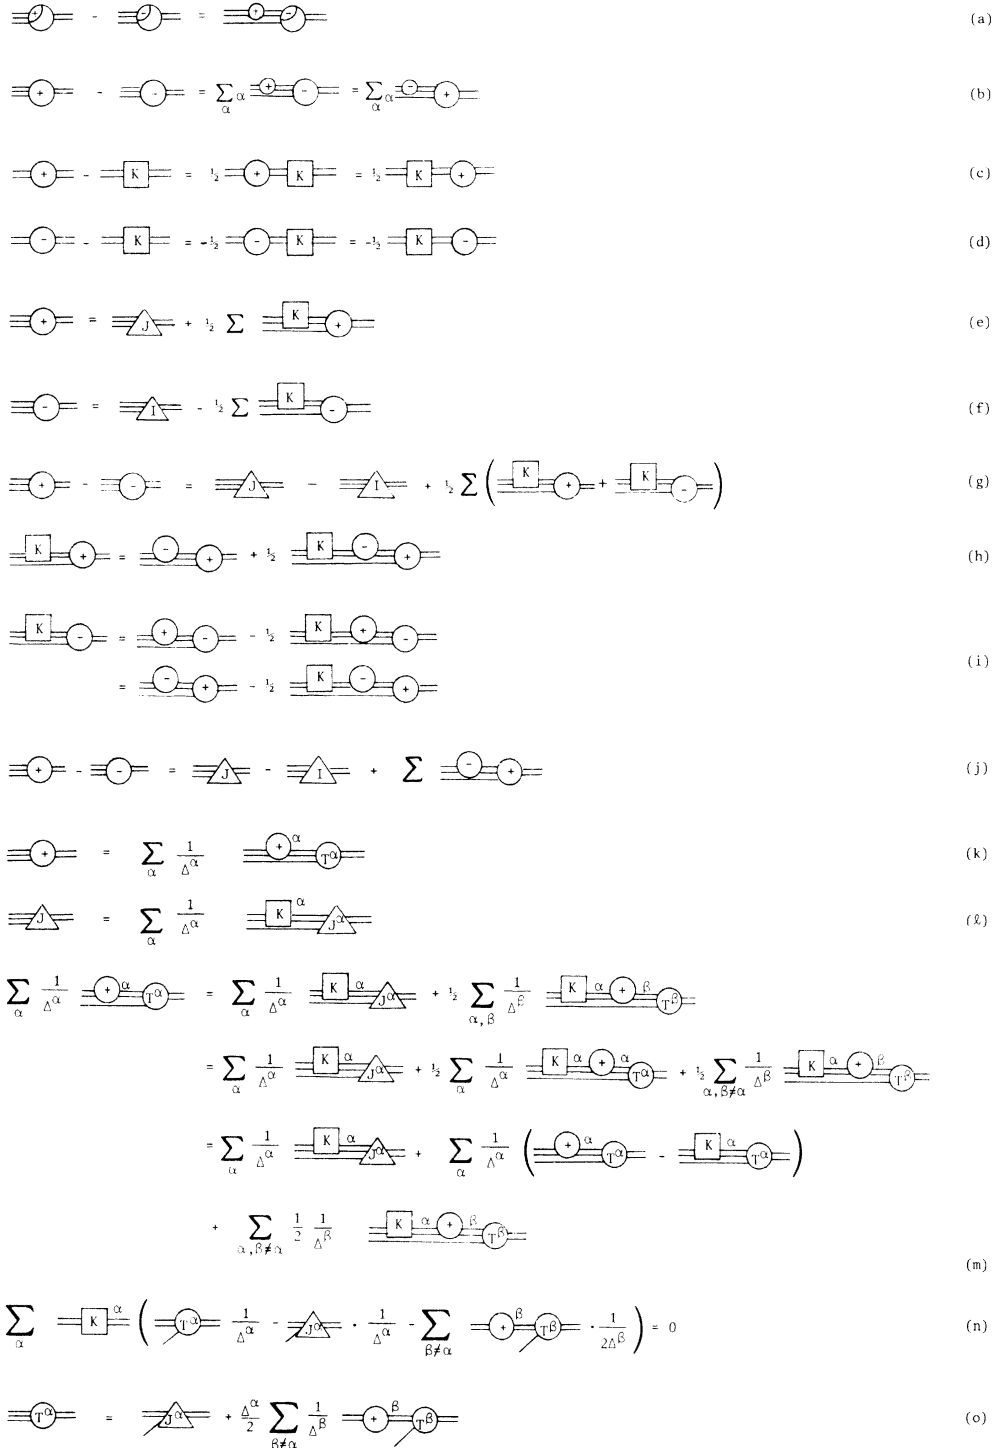 + - - = + - (a)
+ - - = ∑ α α + - = ∑ α α - + (b)
+ - K = ½ + K = ½ K + (c)
- - K = -½ - K = -½ K - (d)
+ = J + ½ ∑ K + (e)
- = I - ½ ∑ K - (f)
+ - - = J - I + ½ ∑ ( K + + K - ) (g)
K + = - + + ½ K - + (h)
K - = + - - ½ K + -
= - + - ½ K - + (i)
+ - - = J - I + ∑ - + (j)
+ = ∑ α 1/Δ^α + α T^α (k)
J = ∑ α 1/Δ^α K α J^α (ℓ)
∑ α 1/Δ^α + α T^α = ∑ α 1/Δ^α K α J^α + ½ ∑ α,β 1/Δ^β K α + β T^β
= ∑ α 1/Δ^α K α J^α + ½ ∑ α 1/Δ^α K α + α T^α + ½ ∑ α,β≠α 1/Δ^β K α + β T^β
= ∑ α 1/Δ^α K α J^α + ∑ α 1/Δ^α ( + α T^α - K α T^α )
+ ∑ α,β≠α 1/2 1/Δ^β K α + β T^β
(m)
∑ α K α ( T^α 1/Δ^α - J^α · 1/Δ^α - ∑ β≠α + β T^β · 1/2Δ^β ) = 0 (n)
T^α = J^α + Δ^α/2 ∑ β≠α 1/Δ^β + β T^β (o)